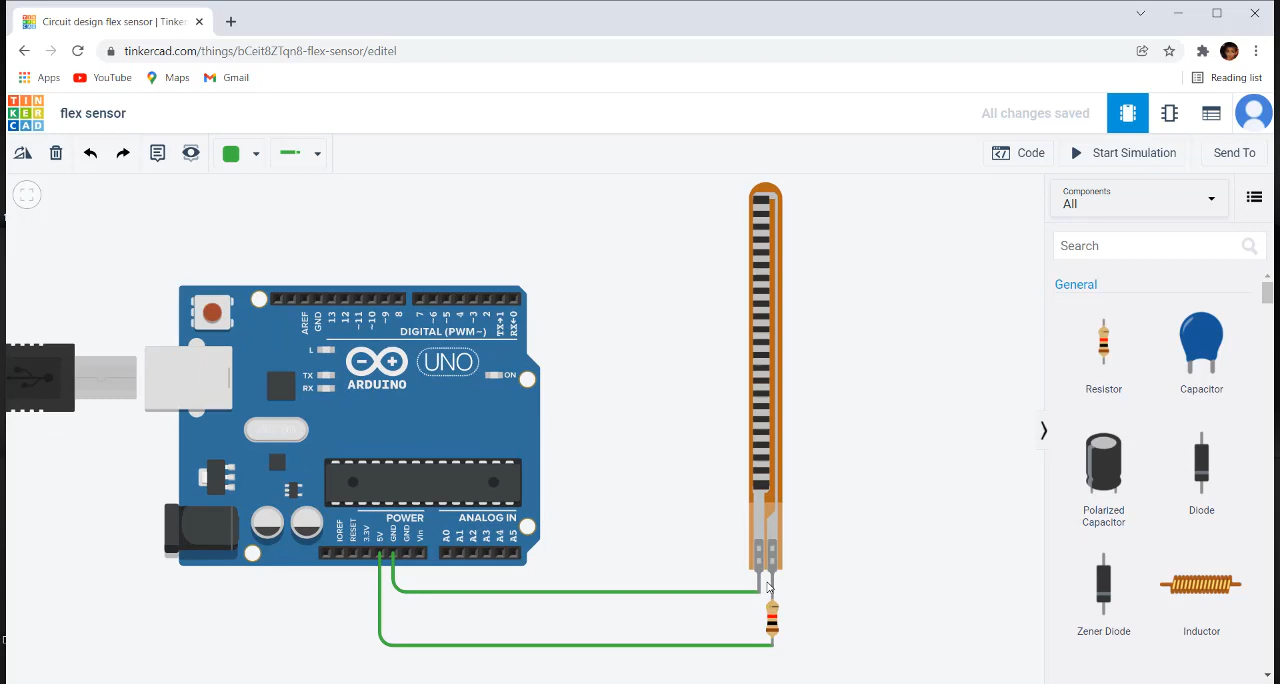 Circuit design flex sensor | Tinker
tinkercad.com/things/bCeit8ZTqn8-flex-sensor/editel
Apps YouTube Maps Gmail Reading list
TIN
KER
CAD
flex sensor All changes saved
Code Start Simulation Send To
Components
All
Search
General
Resistor Capacitor
Polarized Capacitor Diode
Zener Diode Inductor
AREF GND 13 12 ~11 ~10 ~9 8 7 ~6 ~5 4 ~3 2 TX→1 RX←0
DIGITAL (PWM~)
L
TX
RX
ARDUINO
UNO
ON
POWER ANALOG IN
IOREF RESET 3.3V 5V GND GND Vin A0 A1 A2 A3 A4 A5